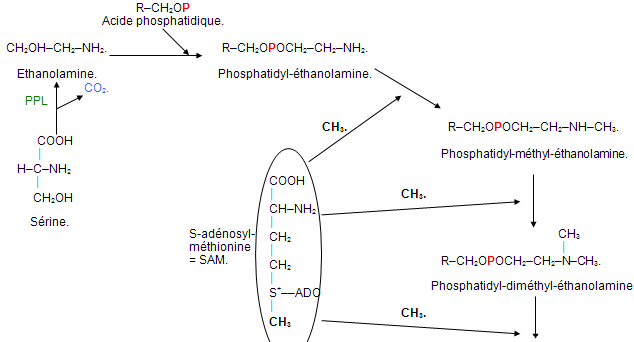 R–CH₂OP
Acide phosphatidique.
CH₂OH–CH₂–NH₂.
R–CH₂OPOCH₂–CH₂–NH₂.
Ethanolamine.
Phosphatidyl-éthanolamine.
CO₂.
PPL
CH₃.
R–CH₂OPOCH₂–CH₂–NH–CH₃.
COOH
Phosphatidyl-méthyl-éthanolamine.
H–C–NH₂
COOH
CH₂OH
CH₃.
CH–NH₂
Sérine.
S-adénosyl-
méthionine
= SAM.
CH₂
CH₃
CH₂
R–CH₂OPOCH₂–CH₂–N–CH₃.
Phosphatidyl-diméthyl-éthanolamine
S⁺––ADO
CH₃.
CH₃